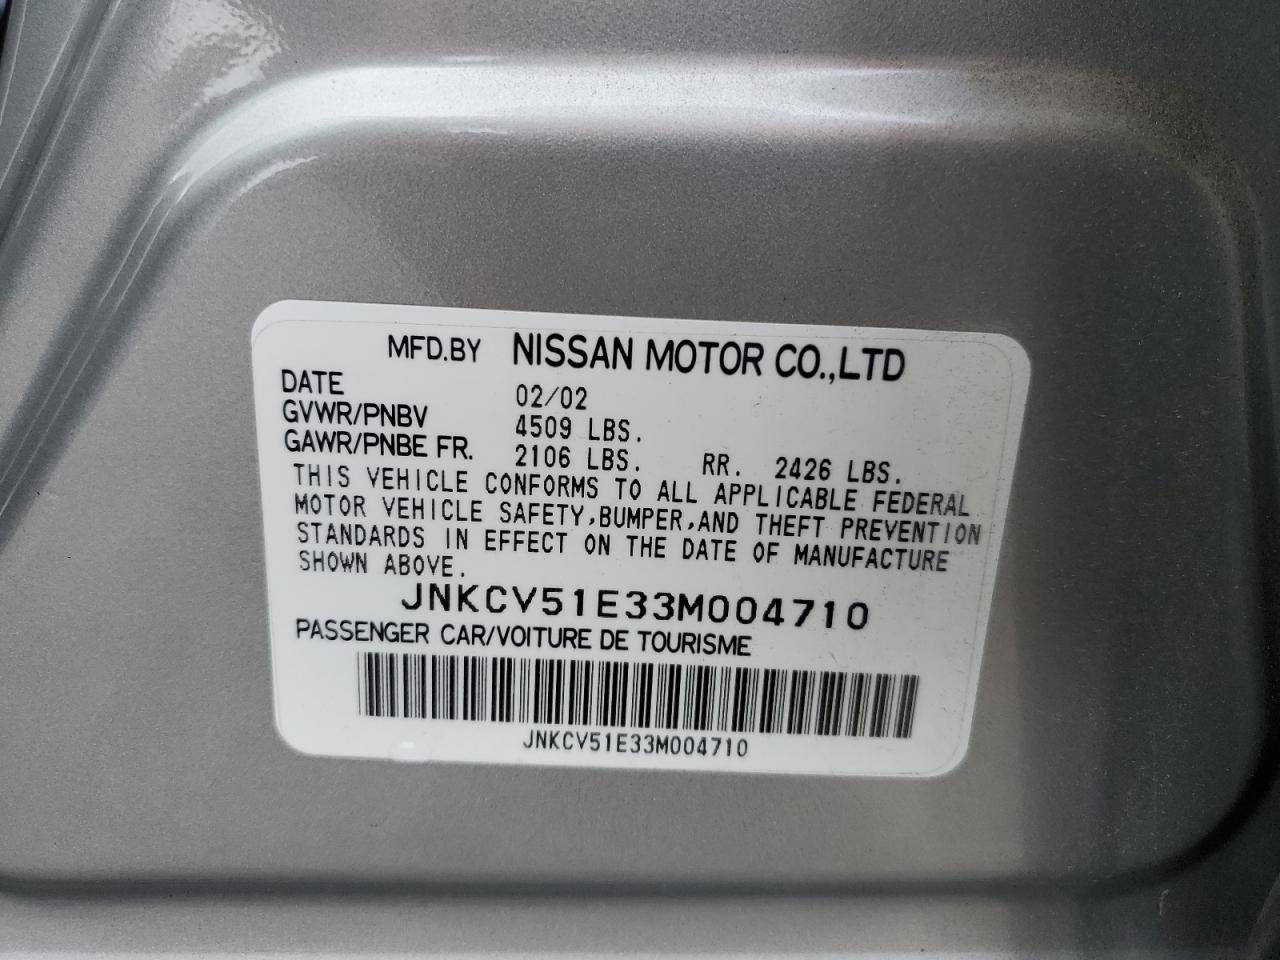 MFD.BY NISSAN MOTOR CO.,LTD
DATE 02/02
GVWR/PNBV 4509 LBS.
GAWR/PNBE FR. 2106 LBS. RR. 2426 LBS.
THIS VEHICLE CONFORMS TO ALL APPLICABLE FEDERAL
MOTOR VEHICLE SAFETY,BUMPER,AND THEFT PREVENTION
STANDARDS IN EFFECT ON THE DATE OF MANUFACTURE
SHOWN ABOVE.
JNKCV51E33M004710
PASSENGER CAR/VOITURE DE TOURISME
JNKCV51E33M004710